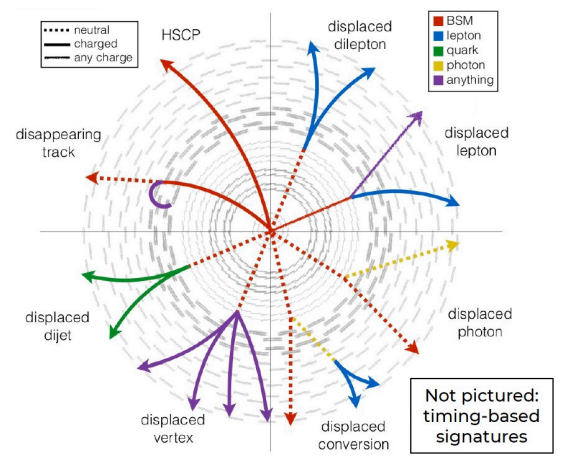 neutral
charged
any charge
HSCP
displaced
dilepton
BSM
lepton
quark
photon
anything
disappearing
track
displaced
lepton
displaced
dijet
displaced
photon
displaced
vertex
displaced
conversion
Not pictured:
timing-based
signatures